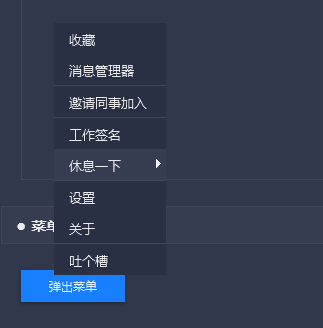 收藏
消息管理器
邀请同事加入
工作签名
休息一下
设置
关于
吐个槽
菜
弹出菜单